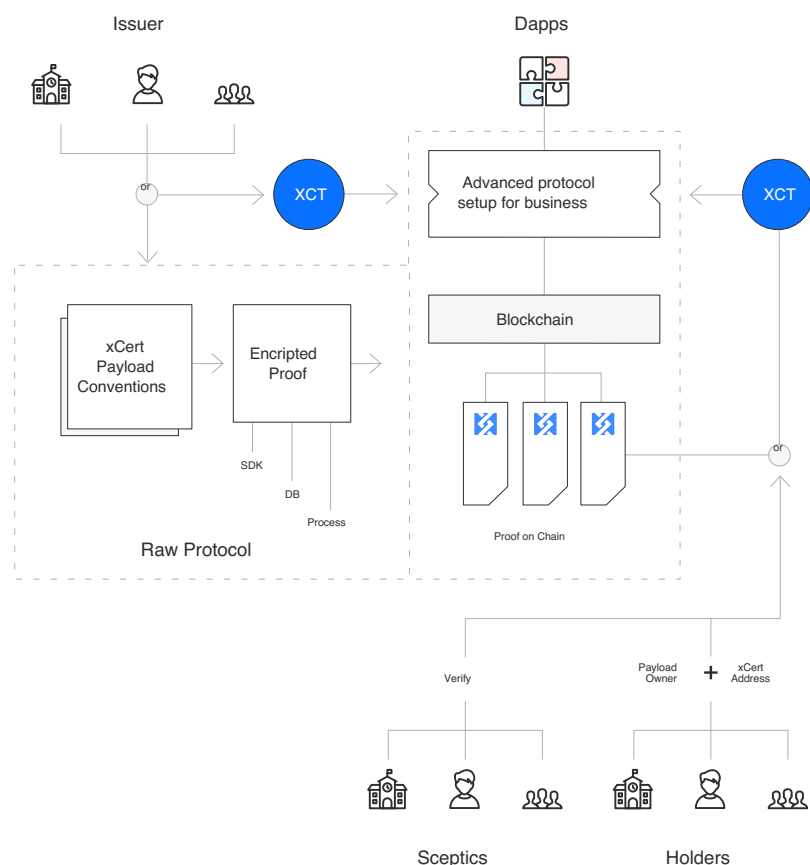 Issuer
Dapps
or
XCT
Advanced protocol
setup for business
XCT
xCert
Payload
Conventions
Encripted
Proof
Blockchain
SDK
DB
Process
or
Proof on Chain
Raw Protocol
Verify
Payload
Owner
+
xCert
Address
Sceptics
Holders